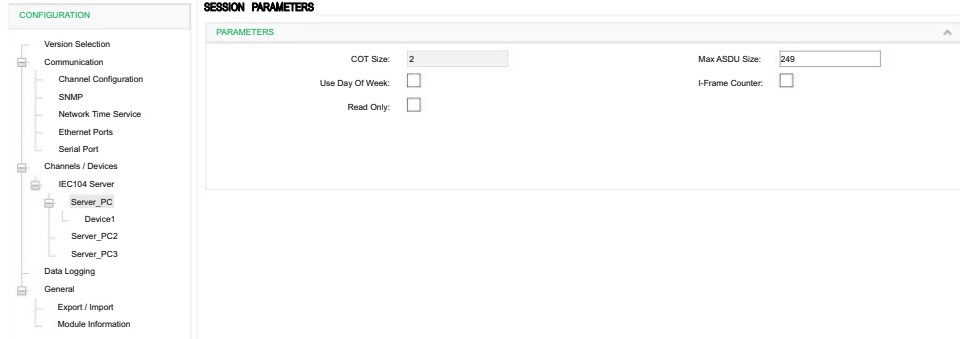 CONFIGURATION
Version Selection
Communication
Channel Configuration
SNMP
Network Time Service
Ethernet Ports
Serial Port
Channels / Devices
IEC104 Server
Server_PC
Device1
Server_PC2
Server_PC3
Data Logging
General
Export / Import
Module Information
SESSION PARAMETERS
PARAMETERS
COT Size: 2 Max ASDU Size: 249
Use Day Of Week: I-Frame Counter:
Read Only: